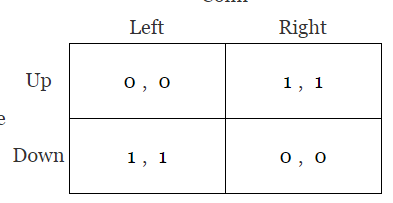 Left Right
Up 0 , 0 1 , 1
e
Down 1 , 1 0 , 0